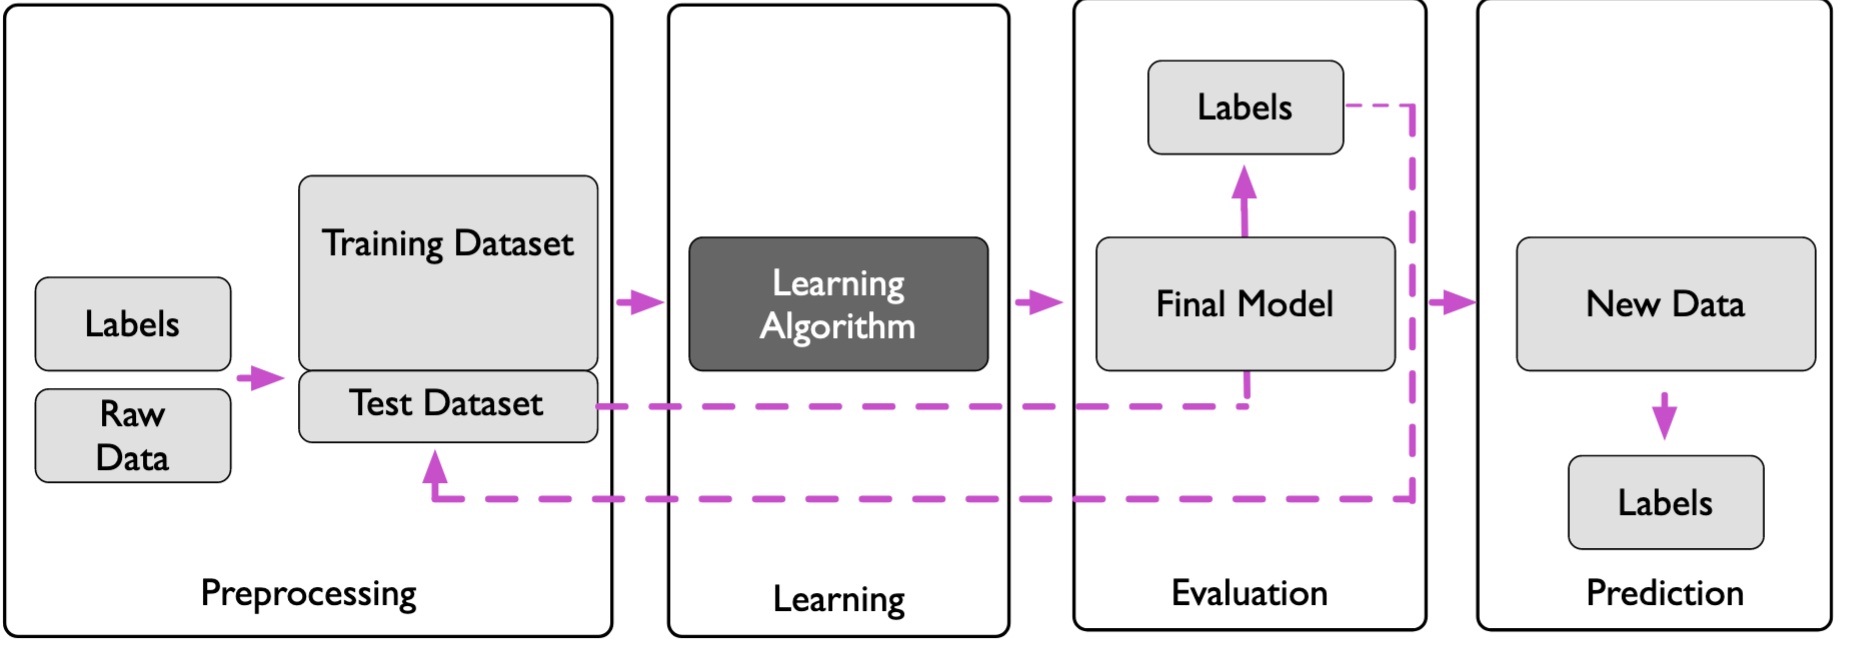 Labels
Raw
Data
Training Dataset
Test Dataset
Preprocessing
Learning
Algorithm
Learning
Labels
Final Model
Evaluation
New Data
Labels
Prediction